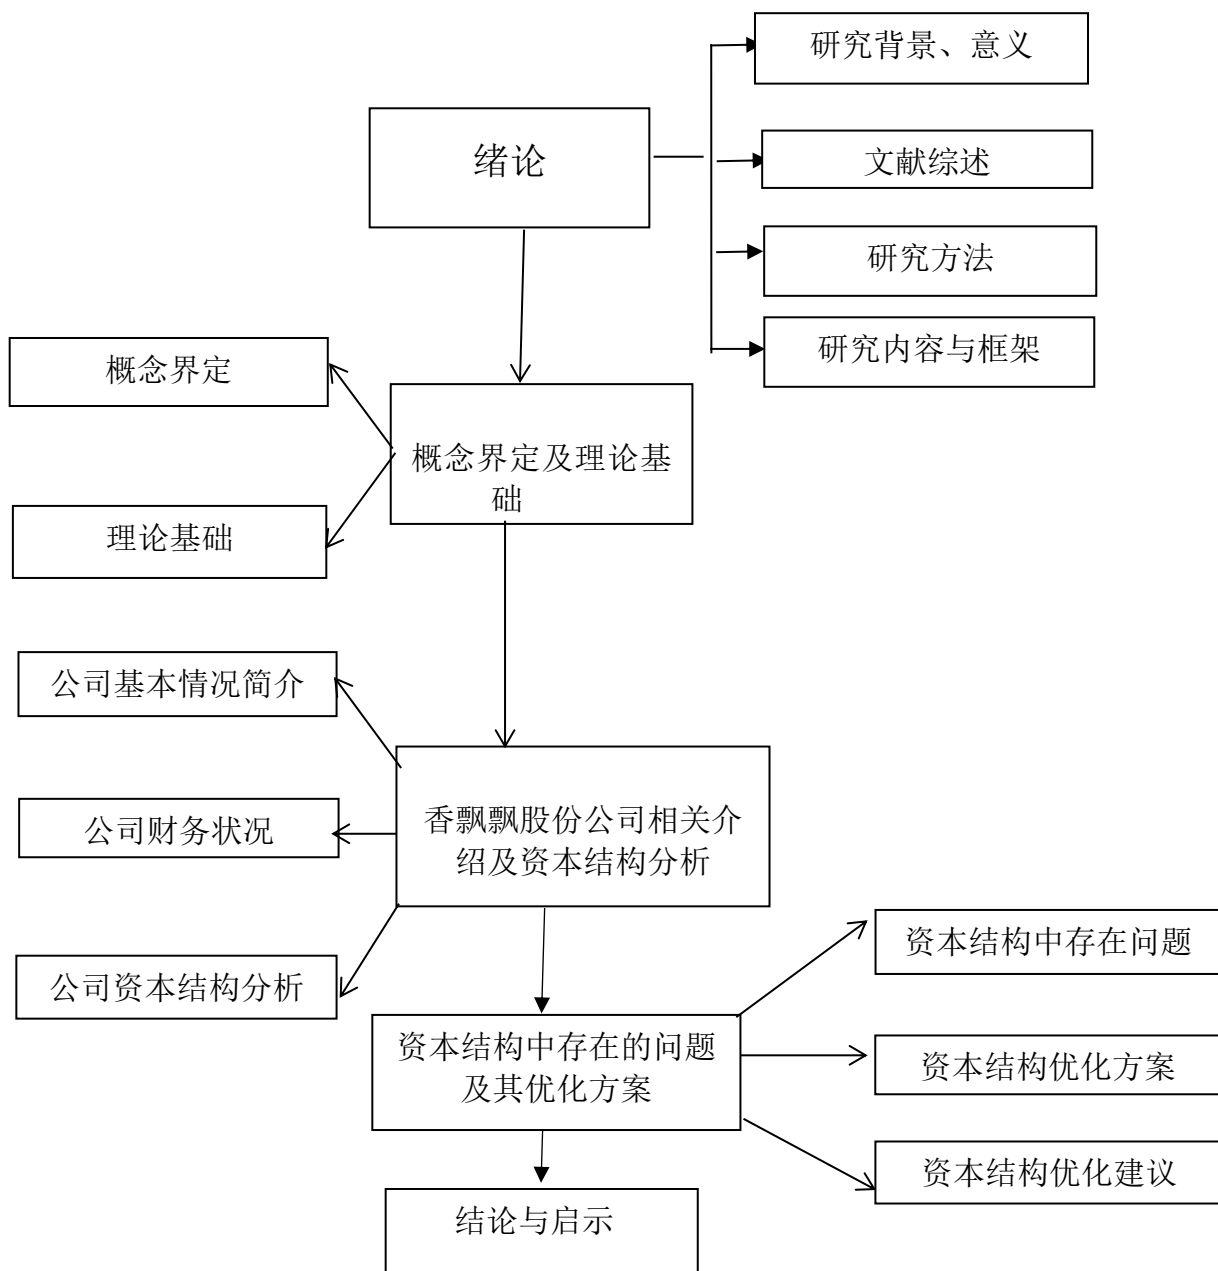 研究背景、意义
绪论
文献综述
研究方法
研究内容与框架
概念界定
概念界定及理论基
础
理论基础
公司基本情况简介
香飘飘股份公司相关介
绍及资本结构分析
公司财务状况
公司资本结构分析
资本结构中存在问题
资本结构中存在的问题
及其优化方案
资本结构优化方案
资本结构优化建议
结论与启示